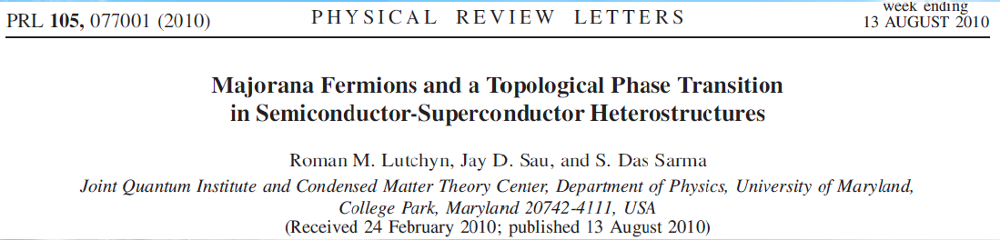 PRL 105, 077001 (2010)
PHYSICAL REVIEW LETTERS
week ending
13 AUGUST 2010
Majorana Fermions and a Topological Phase Transition
in Semiconductor-Superconductor Heterostructures
Roman M. Lutchyn, Jay D. Sau, and S. Das Sarma
Joint Quantum Institute and Condensed Matter Theory Center, Department of Physics, University of Maryland,
College Park, Maryland 20742-4111, USA
(Received 24 February 2010; published 13 August 2010)